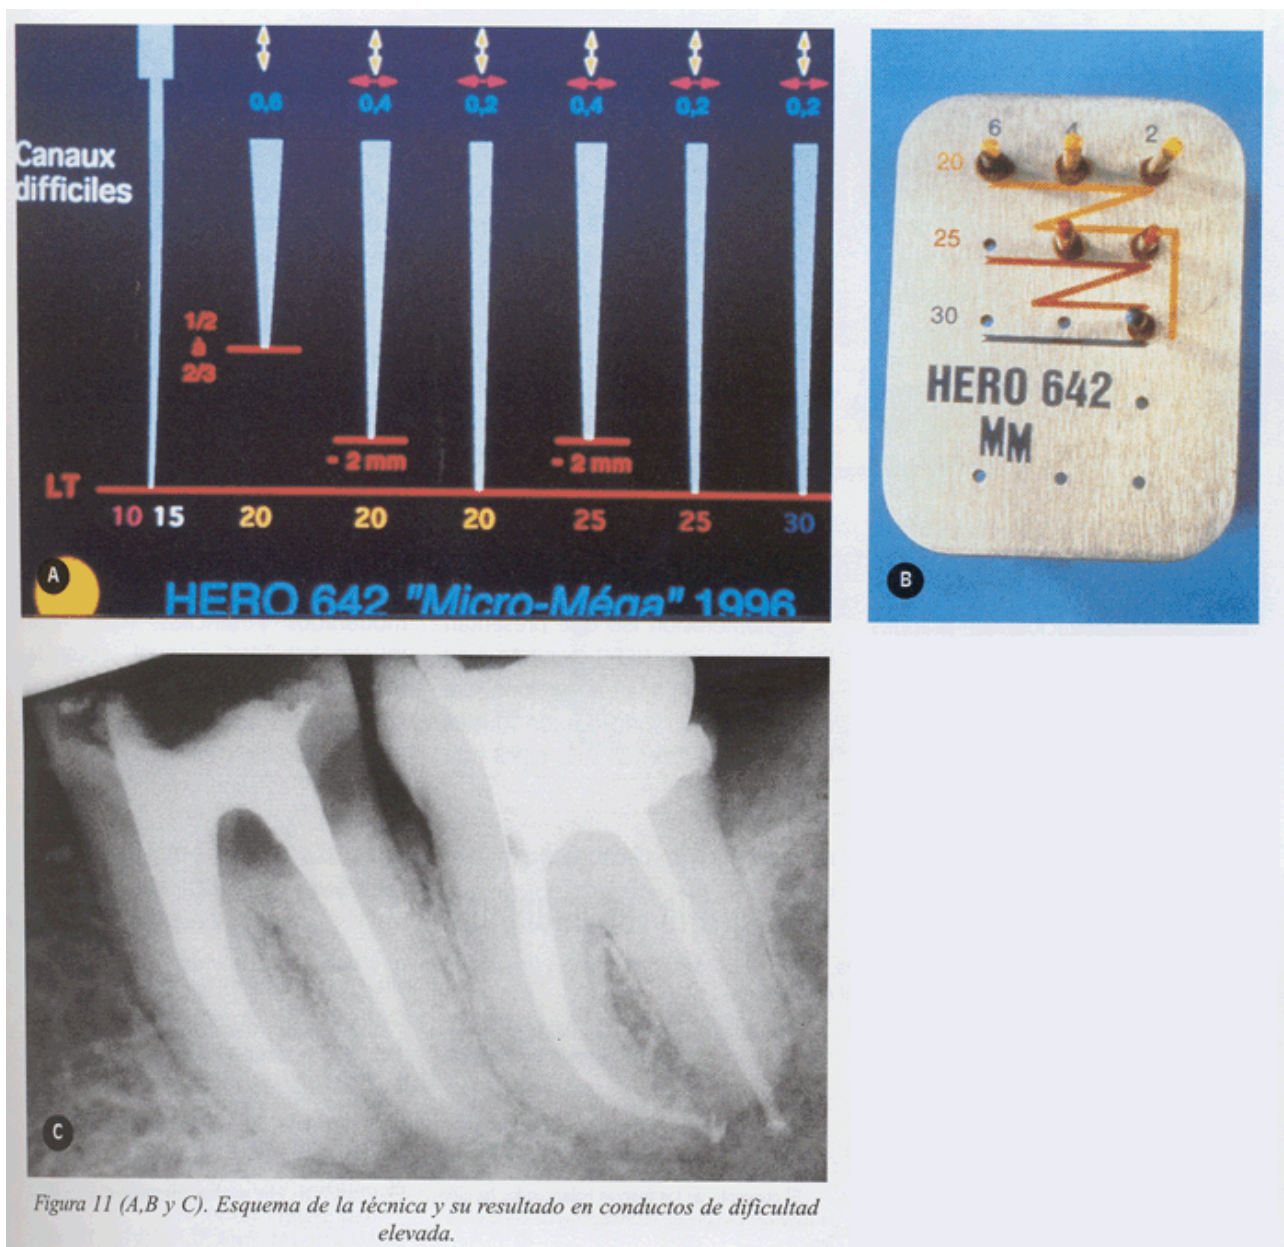 0,6 0,4 0,2 0,4 0,2 0,2
Canaux
difficiles
1/2
à
2/3
- 2 mm - 2 mm
LT
10 15 20 20 20 25 25 30
A
HERO 642 "Micro-Méga" 1996
6 4 2
20
25
30
HERO 642
MM
B
C
Figura 11 (A,B y C). Esquema de la técnica y su resultado en conductos de dificultad
elevada.